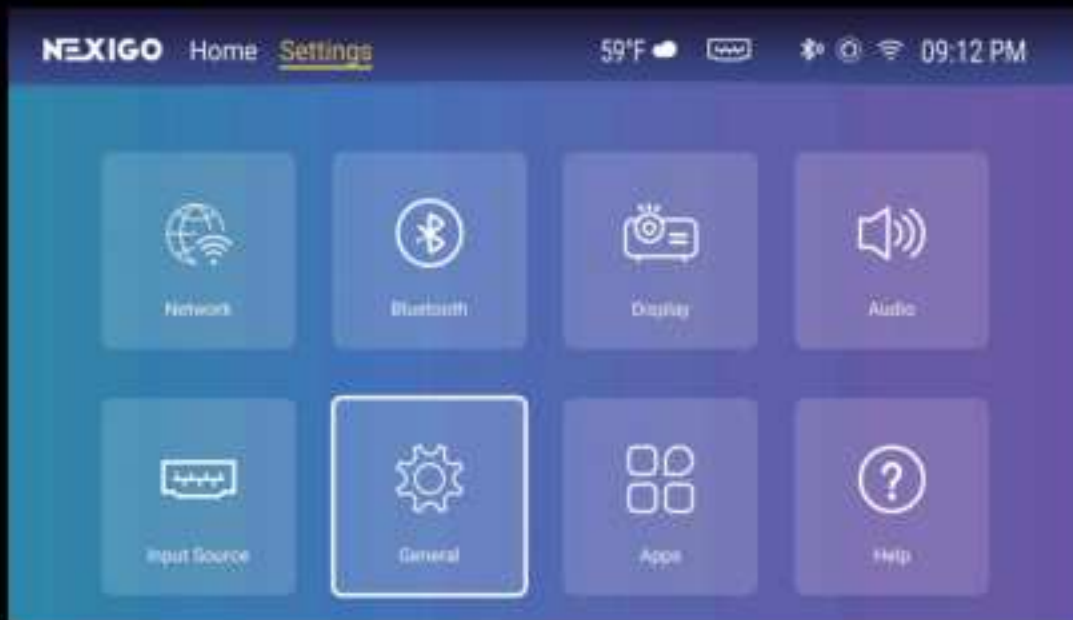 NEXIGO Home Settings 59°F 09:12 PM
Network Bluetooth Display Audio
Input Source General Apps Help